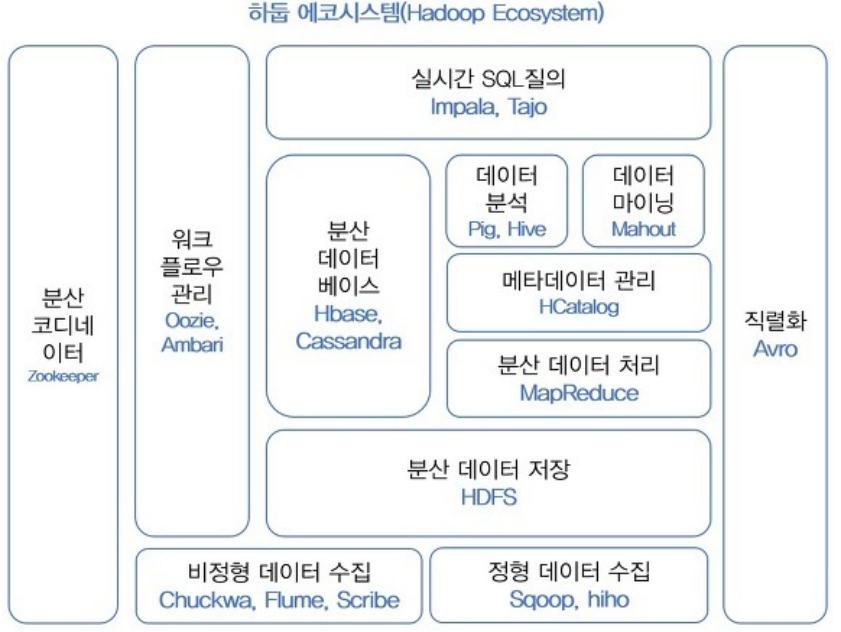 하둡 에코시스템(Hadoop Ecosystem)
분산
코디네
이터
Zookeeper
워크
플로우
관리
Oozie,
Ambari
실시간 SQL질의
Impala, Tajo
분산
데이터
베이스
Hbase,
Cassandra
데이터
분석
Pig, Hive
데이터
마이닝
Mahout
메타데이터 관리
HCatalog
분산 데이터 처리
MapReduce
분산 데이터 저장
HDFS
비정형 데이터 수집
Chuckwa, Flume, Scribe
정형 데이터 수집
Sqoop, hiho
직렬화
Avro